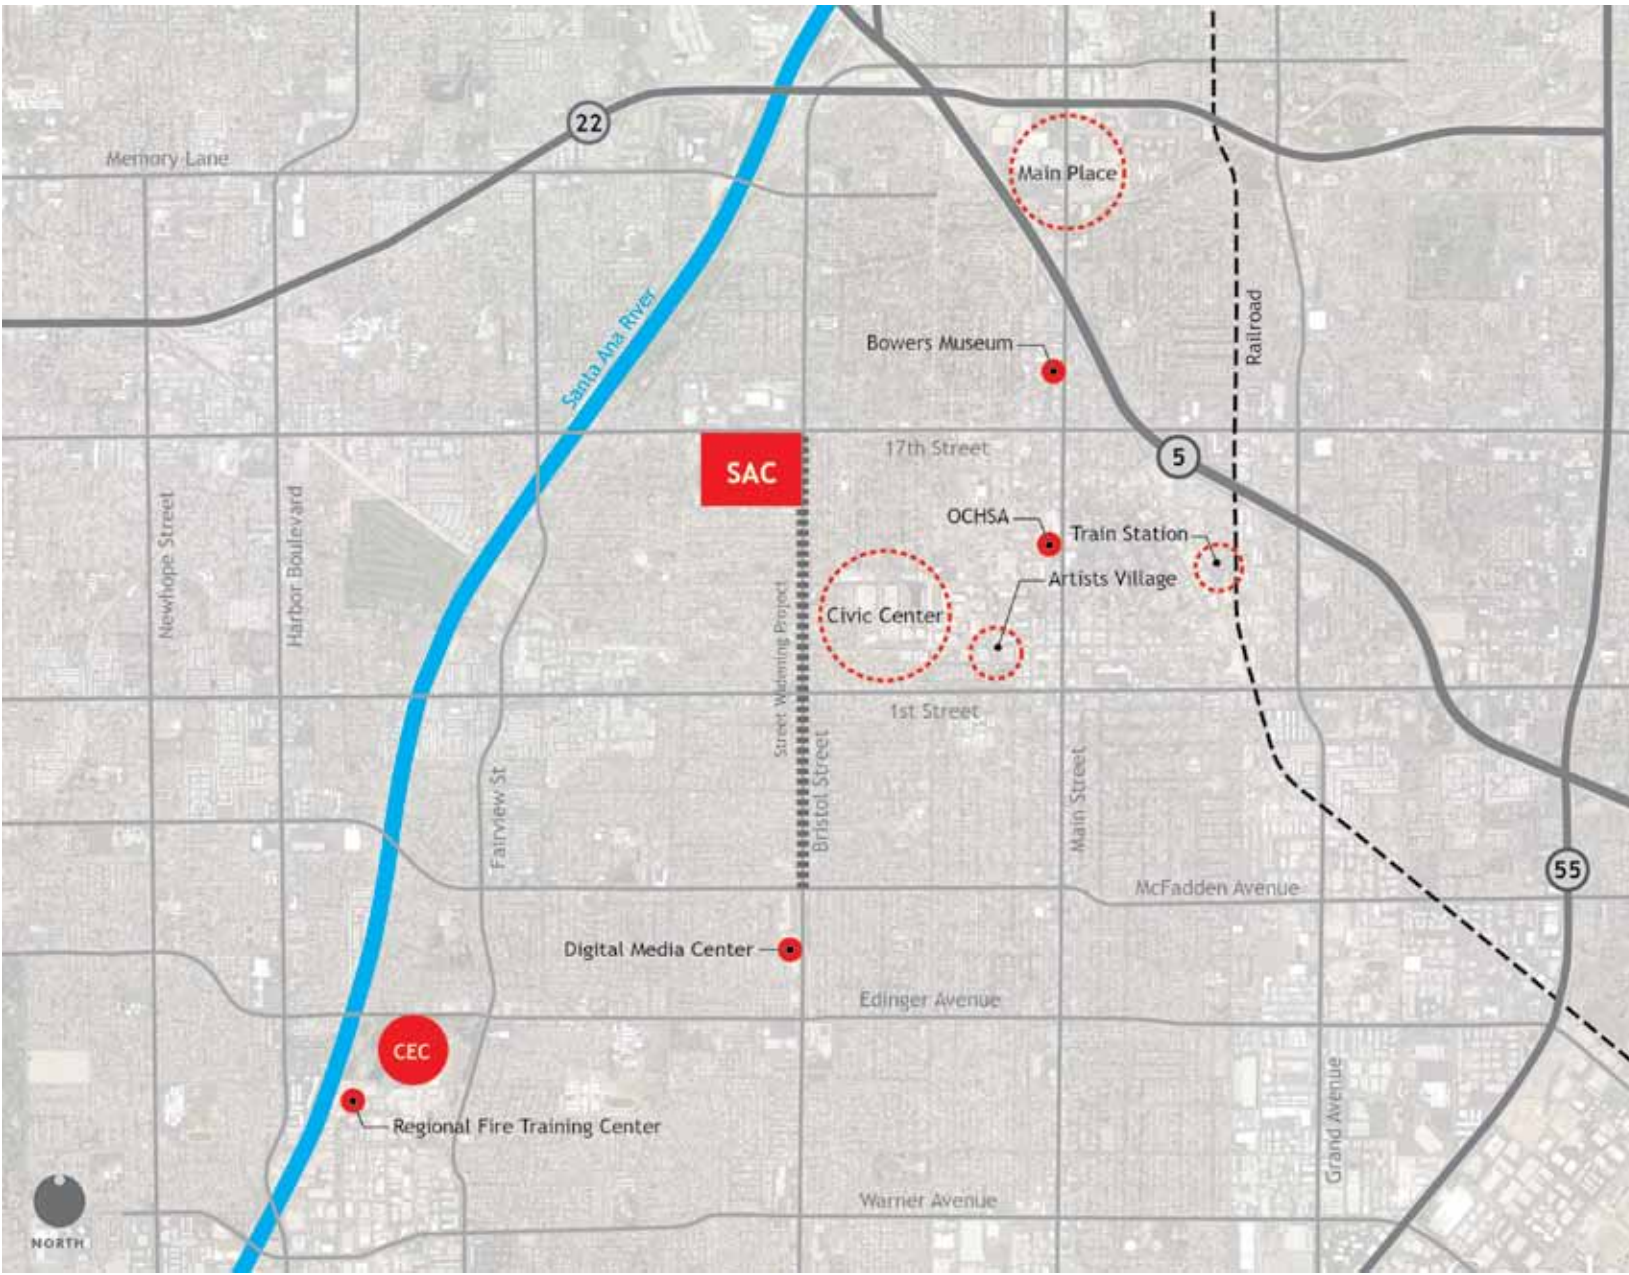 22
Memory Lane
Main Place
Santa Ana River
Railroad
Bowers Museum
17th Street
SAC
5
Newhope Street
Harbor Boulevard
OCHSA
Train Station
Artists Village
Civic Center
Street Widening Project
1st Street
Bristol Street
Main Street
Fairview St
55
McFadden Avenue
Digital Media Center
Edinger Avenue
CEC
Regional Fire Training Center
Grand Avenue
Warner Avenue
NORTH